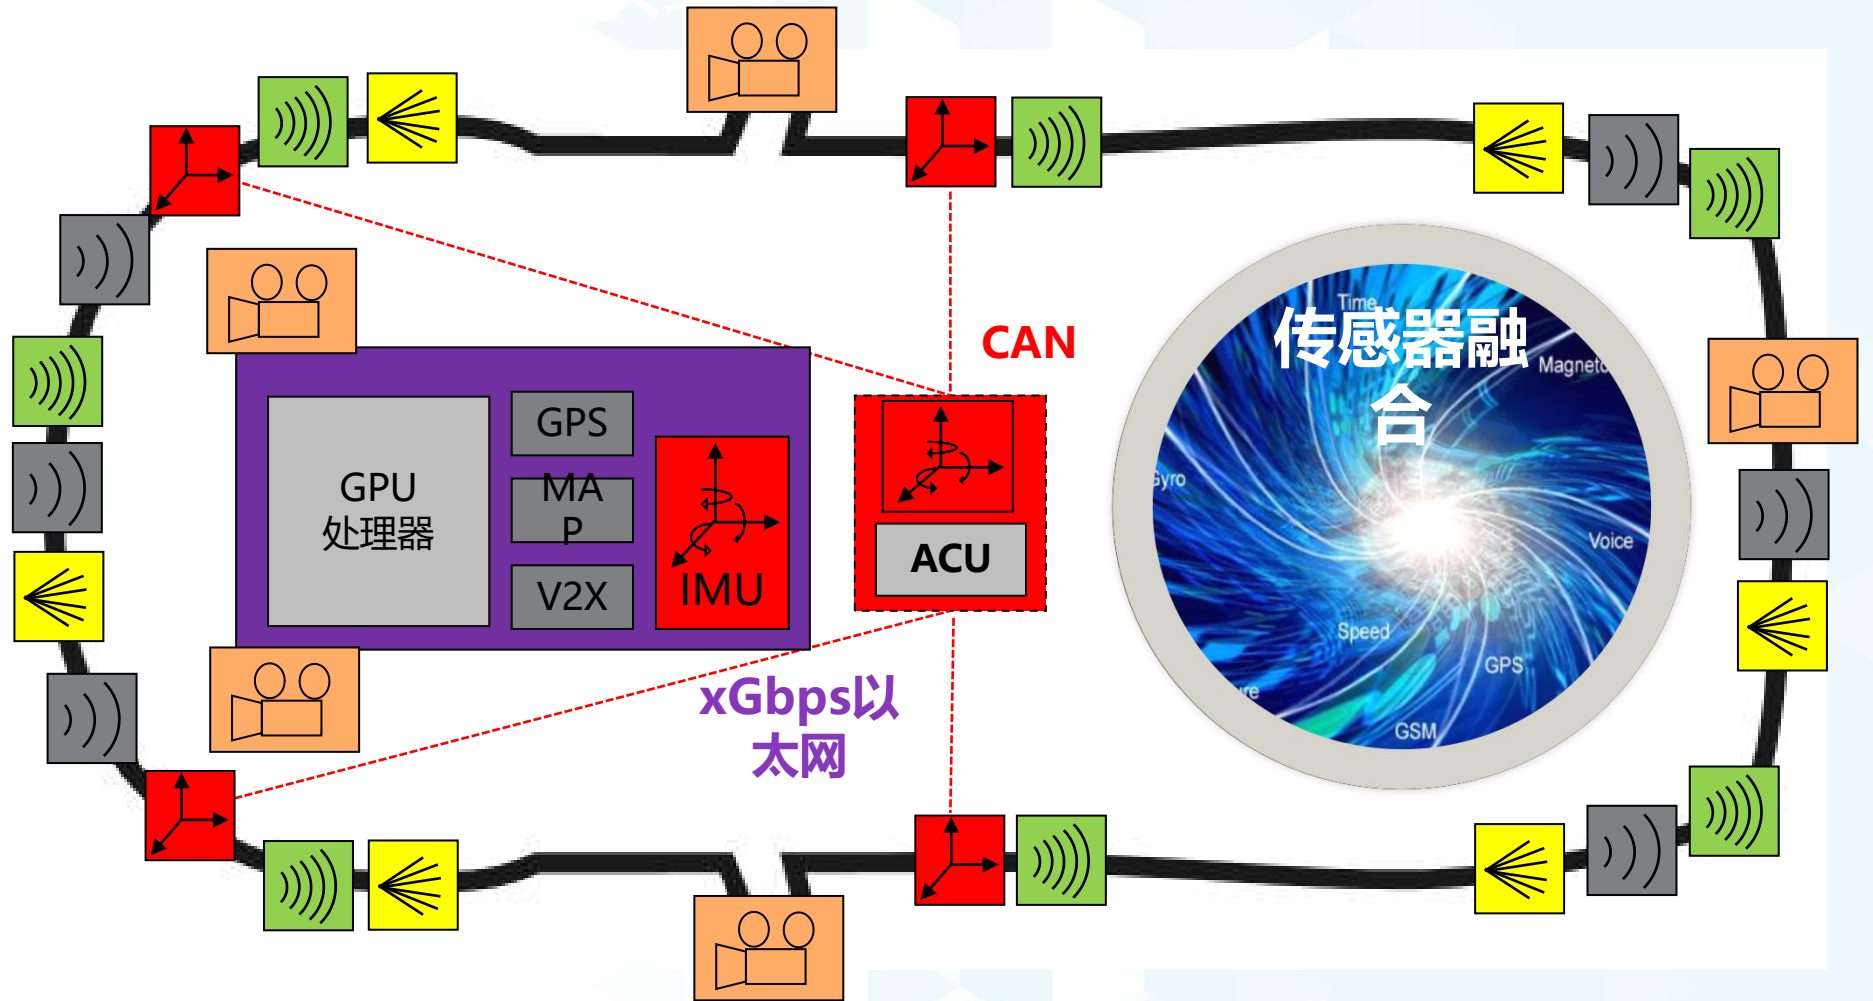 GPU
处理器
GPS
MA
P
V2X
IMU
CAN
ACU
xGbps以
太网
传感器融
合
Time
Magneto
Gyro
Voice
Speed
GPS
GSM